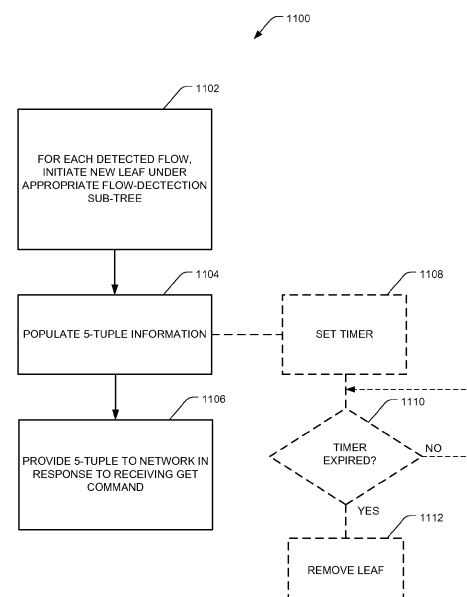 1100
1102
FOR EACH DETECTED FLOW,
INITIATE NEW LEAF UNDER
APPROPRIATE FLOW-DECTECTION
SUB-TREE
1104
POPULATE 5-TUPLE INFORMATION
1108
SET TIMER
1106
PROVIDE 5-TUPLE TO NETWORK IN
RESPONSE TO RECEIVING GET
COMMAND
1110
TIMER
EXPIRED?
NO
YES
1112
REMOVE LEAF